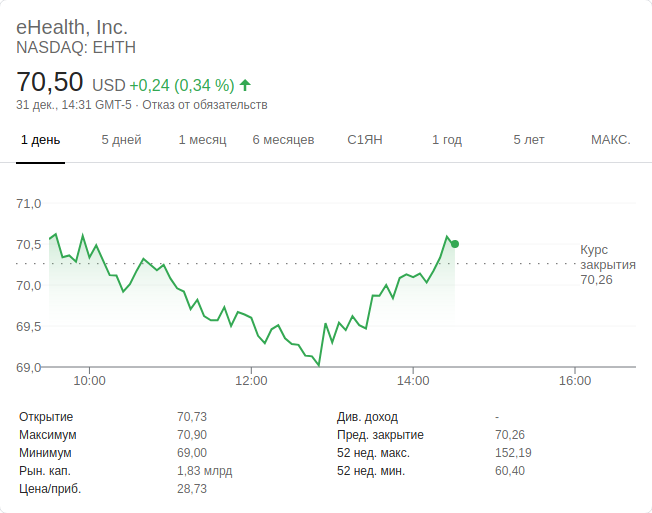 eHealth, Inc.
NASDAQ: EHTH
70,50 USD +0,24 (0,34 %)
31 дек., 14:31 GMT-5 · Отказ от обязательств
1 день 5 дней 1 месяц 6 месяцев С1ЯН 1 год 5 лет МАКС.
71,0
70,5
70,0
69,5
69,0
Курс
закрытия
70,26
10:00 12:00 14:00 16:00
Открытие 70,73
Максимум 70,90
Минимум 69,00
Рын. кап. 1,83 млрд
Цена/приб. 28,73
Див. доход -
Пред. закрытие 70,26
52 нед. макс. 152,19
52 нед. мин. 60,40